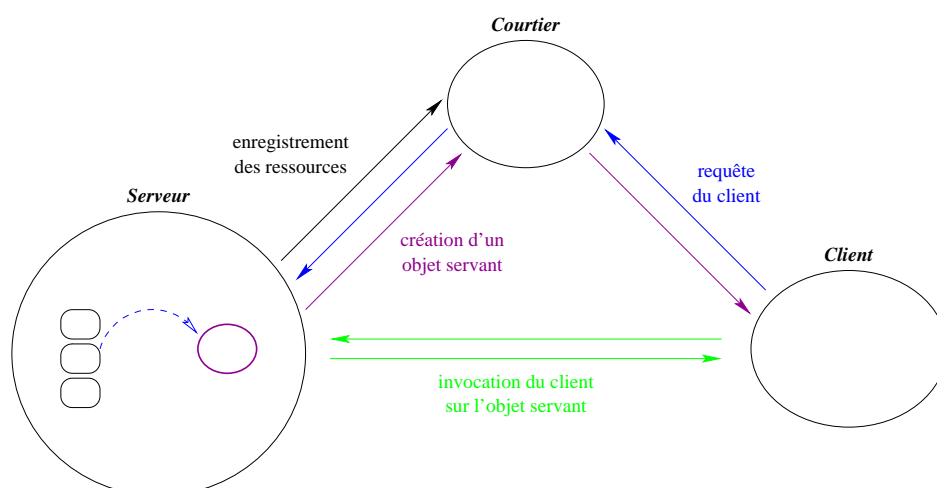 Courtier
enregistrement
des ressources
requête
du client
Serveur
création d’un
objet servant
Client
invocation du client
sur l’objet servant